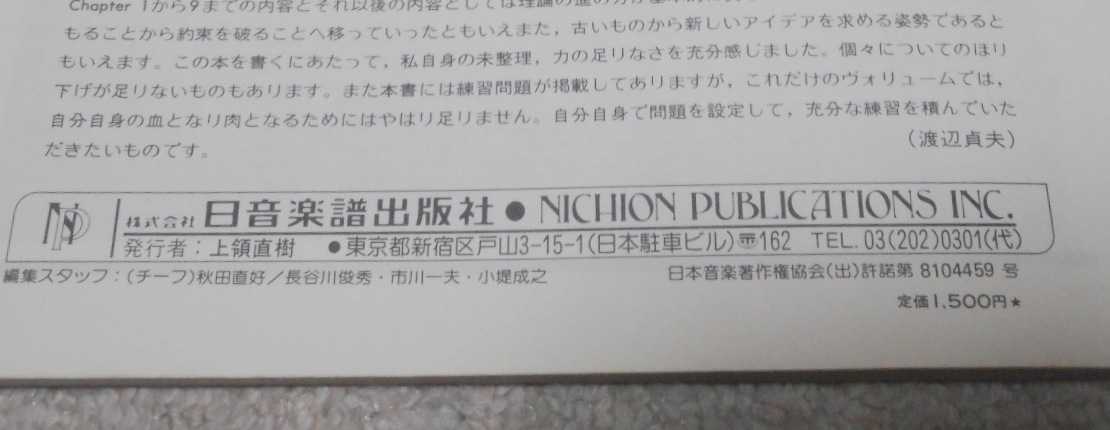 Chapter 1から9までの内容とそれ以後の内容としては理論の進め方が基本的に
もることから約束を破ることへ移っていったともいえまた，古いものから新しいアイデアを求める姿勢であると
もいえます。この本を書くにあたって，私自身の未整理，力の足りなさを充分感じました。個々についてのほり
下げが足りないものもあります。また本書には練習問題が掲載してありますが，これだけのヴォリュームでは，
自分自身の血となり肉となるためにはやはり足りません。自分自身で問題を設定して，充分な練習を積んでいた
だきたいものです。
（渡辺貞夫）
株式会社 日音楽譜出版社 ● NICHION PUBLICATIONS INC.
発行者：上領直樹 ●東京都新宿区戸山3-15-1(日本駐車ビル)〠162 TEL. 03(202)0301(代)
編集スタッフ：(チーフ)秋田直好／長谷川俊秀・市川一夫・小堤成之
日本音楽著作権協会(出)許諾第 8104459 号
定価1,500円★